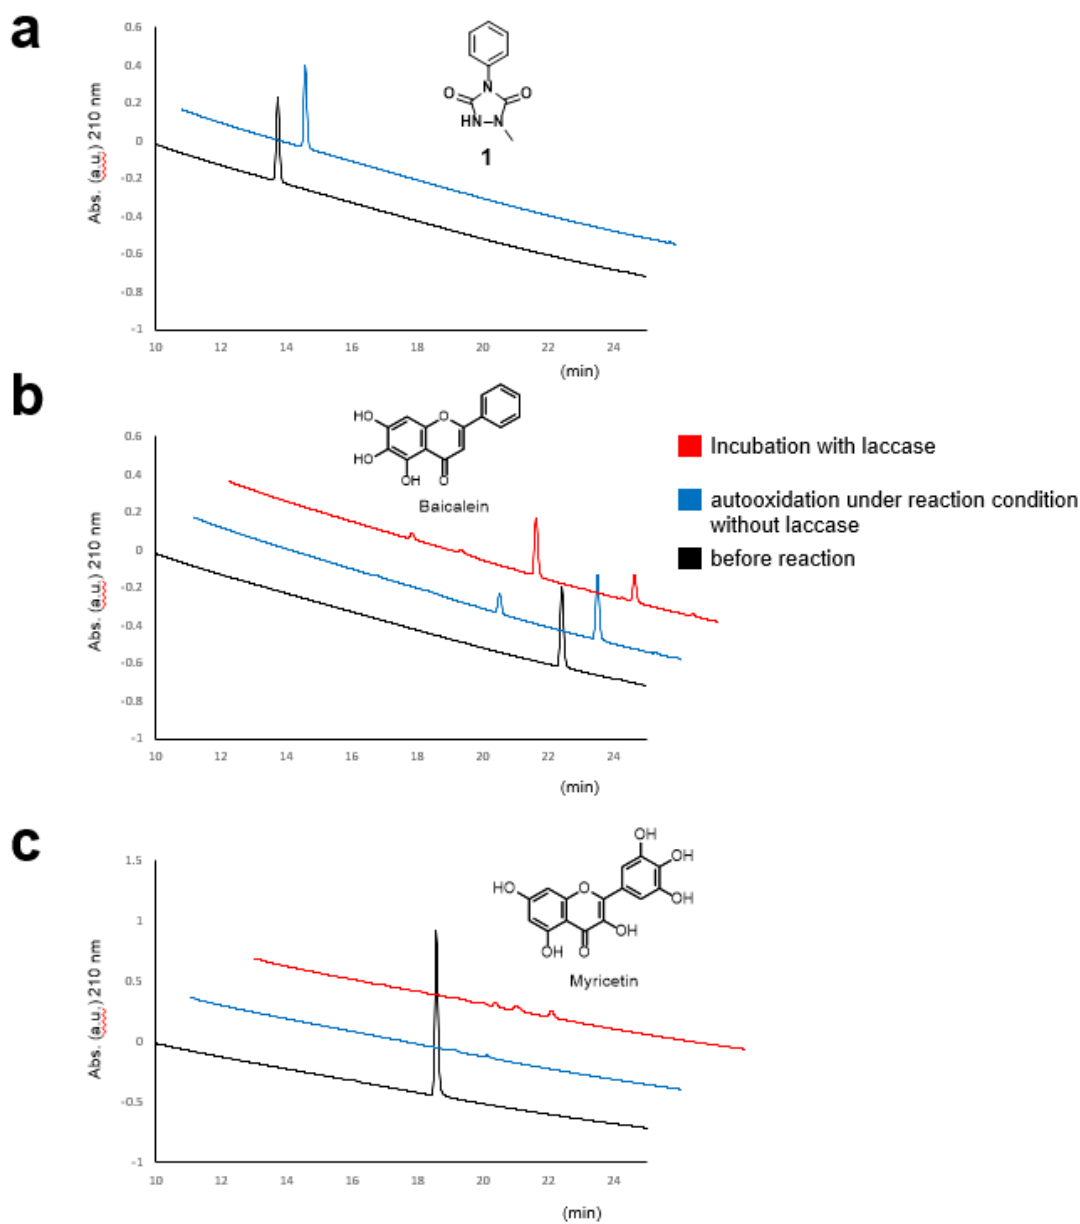 a
0.6
0.4
0.2
0
-0.2
-0.4
-0.6
-0.8
-1
Abs. (a.u.) 210 nm
10 12 14 16 18 20 22 24
(min)
N
O O
HN N
1
b
0.6
0.4
0.2
0
-0.2
-0.4
-0.6
-0.8
-1
Abs. (a.u.) 210 nm
10 12 14 16 18 20 22 24
(min)
HO O
HO
OH O
Baicalein
Incubation with laccase
autooxidation under reaction condition
without laccase
before reaction
c
1.5
1
0.5
0
-0.5
-1
Abs. (a.u.) 210 nm
10 12 14 16 18 20 22 24
(min)
OH
OH
HO O
OH
OH
OH O
Myricetin